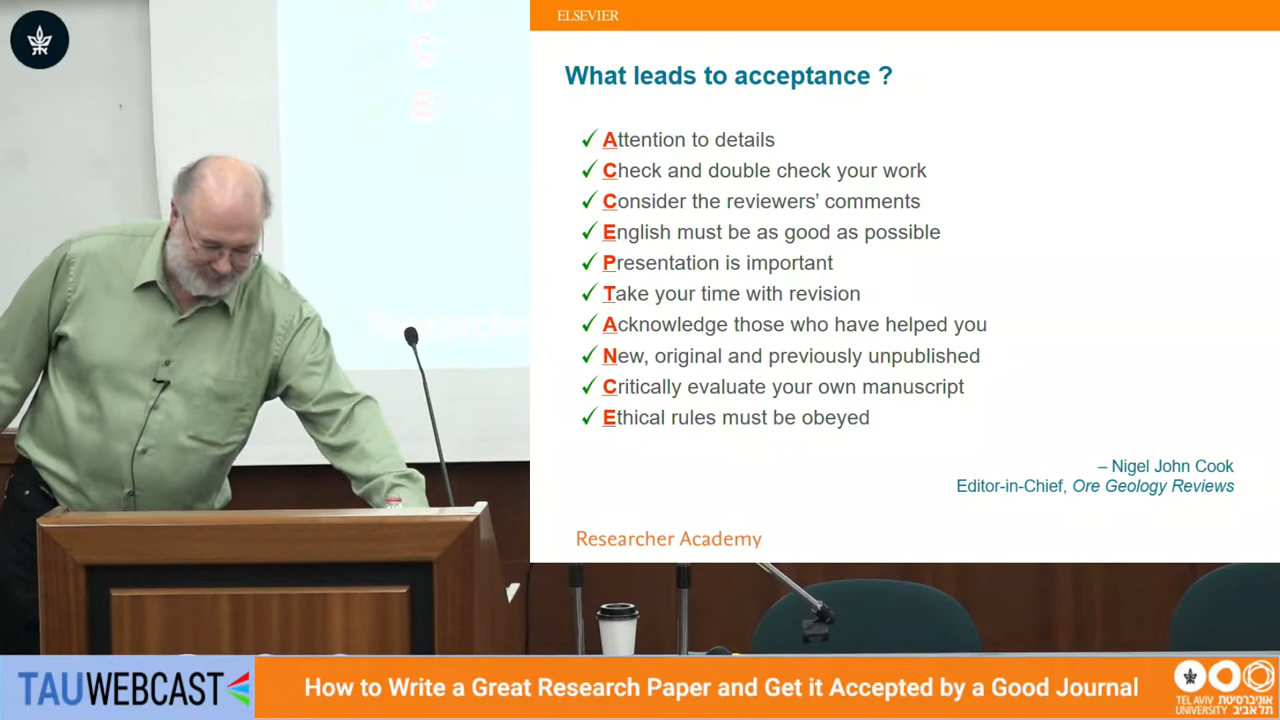 C
E
ELSEVIER
What leads to acceptance ?
✓ Attention to details
✓ Check and double check your work
✓ Consider the reviewers’ comments
✓ English must be as good as possible
✓ Presentation is important
✓ Take your time with revision
✓ Acknowledge those who have helped you
✓ New, original and previously unpublished
✓ Critically evaluate your own manuscript
✓ Ethical rules must be obeyed
– Nigel John Cook
Editor-in-Chief, Ore Geology Reviews
Researcher Academy
TAUWEBCAST
How to Write a Great Research Paper and Get it Accepted by a Good Journal
TEL AVIV אוניברסיטת
UNIVERSITY תל אביב